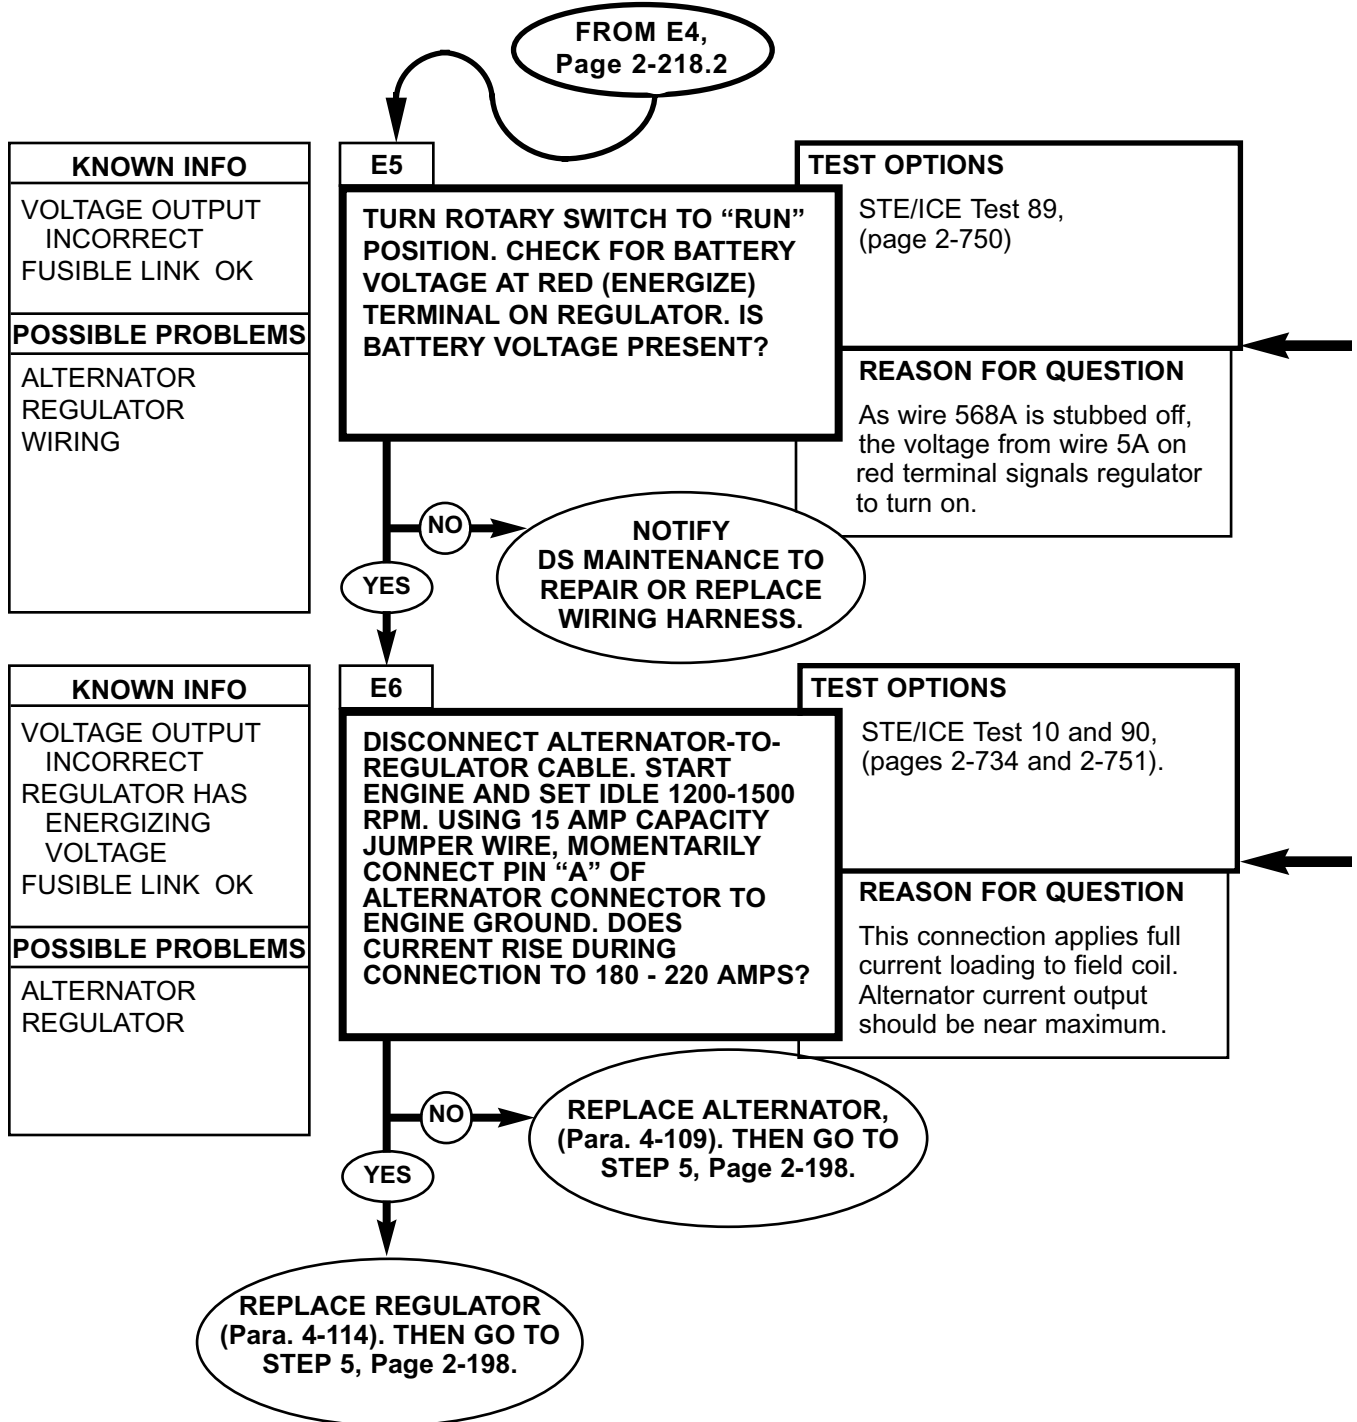 FROM E4,
Page 2-218.2
KNOWN INFO
VOLTAGE OUTPUT
INCORRECT
FUSIBLE LINK OK
POSSIBLE PROBLEMS
ALTERNATOR
REGULATOR
WIRING
E5
TURN ROTARY SWITCH TO “RUN”
POSITION. CHECK FOR BATTERY
VOLTAGE AT RED (ENERGIZE)
TERMINAL ON REGULATOR. IS
BATTERY VOLTAGE PRESENT?
TEST OPTIONS
STE/ICE Test 89,
(page 2-750)
REASON FOR QUESTION
As wire 568A is stubbed off,
the voltage from wire 5A on
red terminal signals regulator
to turn on.
NO
NOTIFY
DS MAINTENANCE TO
REPAIR OR REPLACE
WIRING HARNESS.
YES
KNOWN INFO
VOLTAGE OUTPUT
INCORRECT
REGULATOR HAS
ENERGIZING
VOLTAGE
FUSIBLE LINK OK
POSSIBLE PROBLEMS
ALTERNATOR
REGULATOR
E6
DISCONNECT ALTERNATOR-TO-
REGULATOR CABLE. START
ENGINE AND SET IDLE 1200-1500
RPM. USING 15 AMP CAPACITY
JUMPER WIRE, MOMENTARILY
CONNECT PIN “A” OF
ALTERNATOR CONNECTOR TO
ENGINE GROUND. DOES
CURRENT RISE DURING
CONNECTION TO 180 - 220 AMPS?
TEST OPTIONS
STE/ICE Test 10 and 90,
(pages 2-734 and 2-751).
REASON FOR QUESTION
This connection applies full
current loading to field coil.
Alternator current output
should be near maximum.
NO
REPLACE ALTERNATOR,
(Para. 4-109). THEN GO TO
STEP 5, Page 2-198.
YES
REPLACE REGULATOR
(Para. 4-114). THEN GO TO
STEP 5, Page 2-198.